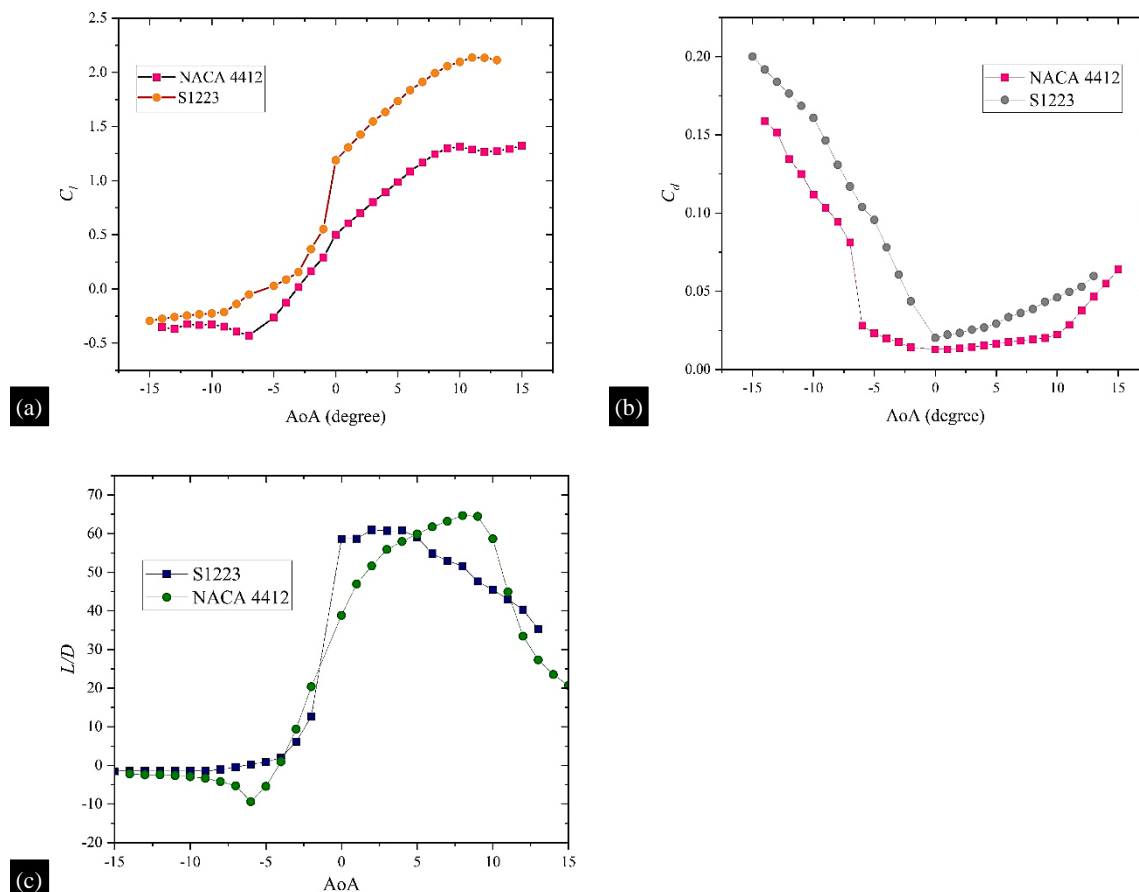 2.5
2.0
1.5
1.0
0.5
0.0
-0.5
C_l
NACA 4412
S1223
-15 -10 -5 0 5 10 15
AoA (degree)
(a)
0.20
0.15
0.10
0.05
0.00
C_d
NACA 4412
S1223
-15 -10 -5 0 5 10 15
AoA (degree)
(b)
70
60
50
40
30
20
10
0
-10
-20
L/D
S1223
NACA 4412
-15 -10 -5 0 5 10 15
AoA
(c)